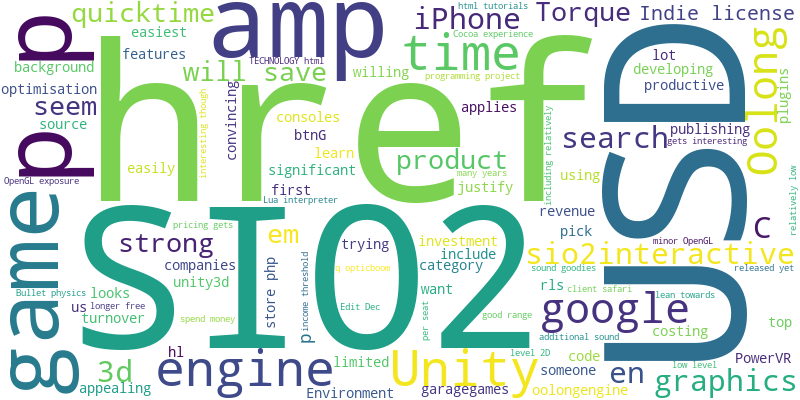 quicktime
amp
iPhone
Torque
html tutorials
Indie license
easiest
features
Cocoa experience
p
href
USD
time
Oolong
lot
background
will save
TECHNOLOGY html
willing
programming project
developing
productive
plugins
optimisation
seem
source
convincing
interesting though
consoles
btnG
learn
applies
search
publishing
gets interesting
p
OpenGL exposure
easily
significant
first
product
many years
justify
including relatively
using
relatively low
game
SIO2
pricing gets
em
strong
companies
unity3d
trying
investment
category
include
want
revenue
pick
C
minor OpenGL
sio2interactive
sound goodies
released yet
Bullet physics
looks
us
longer free
turnover
spend money
store php
p
income threshold
q opticboom
Edit Dec
per seat
good range
rls
client safari
lean towards
google
additional sound
costing
top
3d
hl
engine
limited
Unity
level 2D
code
someone
en
low level
PowerVR
appealing
Environment
garagegames
oolongengine
graphics